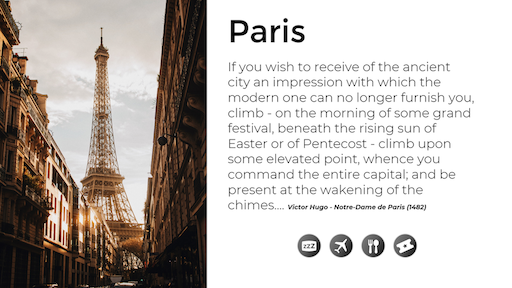 Paris
If you wish to receive of the ancient
city an impression with which the
modern one can no longer furnish you,
climb - on the morning of some grand
festival, beneath the rising sun of
Easter or of Pentecost - climb upon
some elevated point, whence you
command the entire capital; and be
present at the wakening of the
chimes.... Victor Hugo - Notre-Dame de Paris (1482)
zzZ